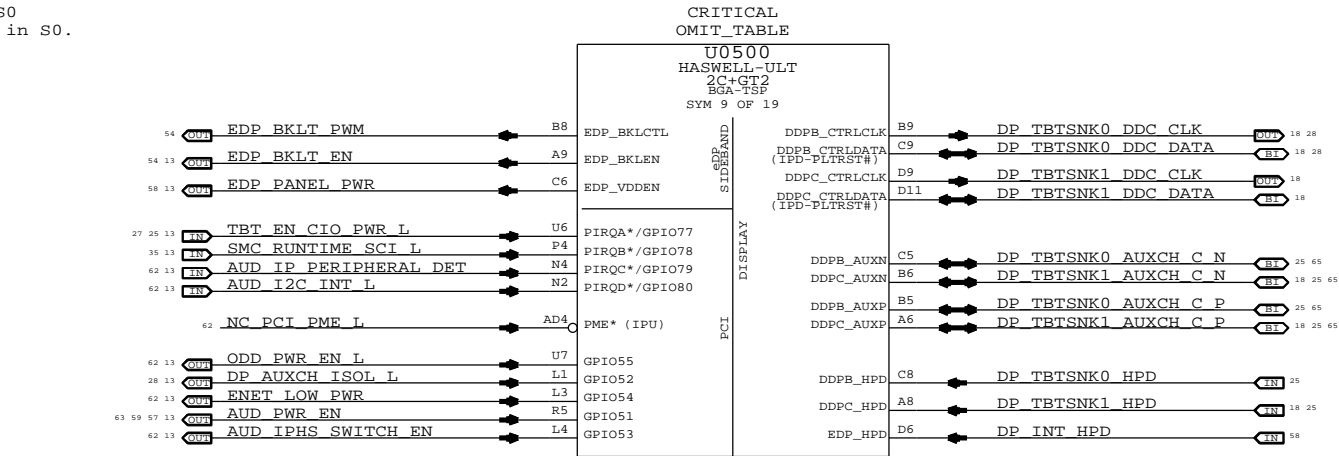 S0
in S0.
CRITICAL
OMIT_TABLE
U0500
HASWELL-ULT
2C+GT2
BGA-TSP
SYM 9 OF 19
54 OUT EDP_BKLT_PWM B8 EDP_BKLCTL
54 13 OUT EDP_BKLT_EN A9 EDP_BKLEN
58 13 OUT EDP_PANEL_PWR C6 EDP_VDDEN
eDP SIDEBAND
27 25 13 IN TBT_EN_CIO_PWR_L U6 PIRQA*/GPIO77
35 13 IN SMC_RUNTIME_SCI_L P4 PIRQB*/GPIO78
62 13 IN AUD_IP_PERIPHERAL_DET N4 PIRQC*/GPIO79
62 13 IN AUD_I2C_INT_L N2 PIRQD*/GPIO80
62 NC_PCI_PME_L AD4 PME* (IPU)
62 13 OUT ODD_PWR_EN_L U7 GPIO55
28 13 OUT DP_AUXCH_ISOL_L L1 GPIO52
62 13 OUT ENET_LOW_PWR L3 GPIO54
63 59 57 13 OUT AUD_PWR_EN R5 GPIO51
62 13 OUT AUD_IPHS_SWITCH_EN L4 GPIO53
PCI
DISPLAY
DDPB_CTRLCLK B9 DP_TBTSNK0_DDC_CLK OUT 18 28
DDPB_CTRLDATA C9 DP_TBTSNK0_DDC_DATA BI 18 28
(IPD-PLTRST#)
DDPC_CTRLCLK D9 DP_TBTSNK1_DDC_CLK OUT 18
DDPC_CTRLDATA D11 DP_TBTSNK1_DDC_DATA BI 18
(IPD-PLTRST#)
DDPB_AUXN C5 DP_TBTSNK0_AUXCH_C_N BI 25 65
DDPC_AUXN B6 DP_TBTSNK1_AUXCH_C_N BI 18 25 65
DDPB_AUXP B5 DP_TBTSNK0_AUXCH_C_P BI 25 65
DDPC_AUXP A6 DP_TBTSNK1_AUXCH_C_P BI 18 25 65
DDPB_HPD C8 DP_TBTSNK0_HPD IN 25
DDPC_HPD A8 DP_TBTSNK1_HPD IN 18 25
EDP_HPD D6 DP_INT_HPD IN 58